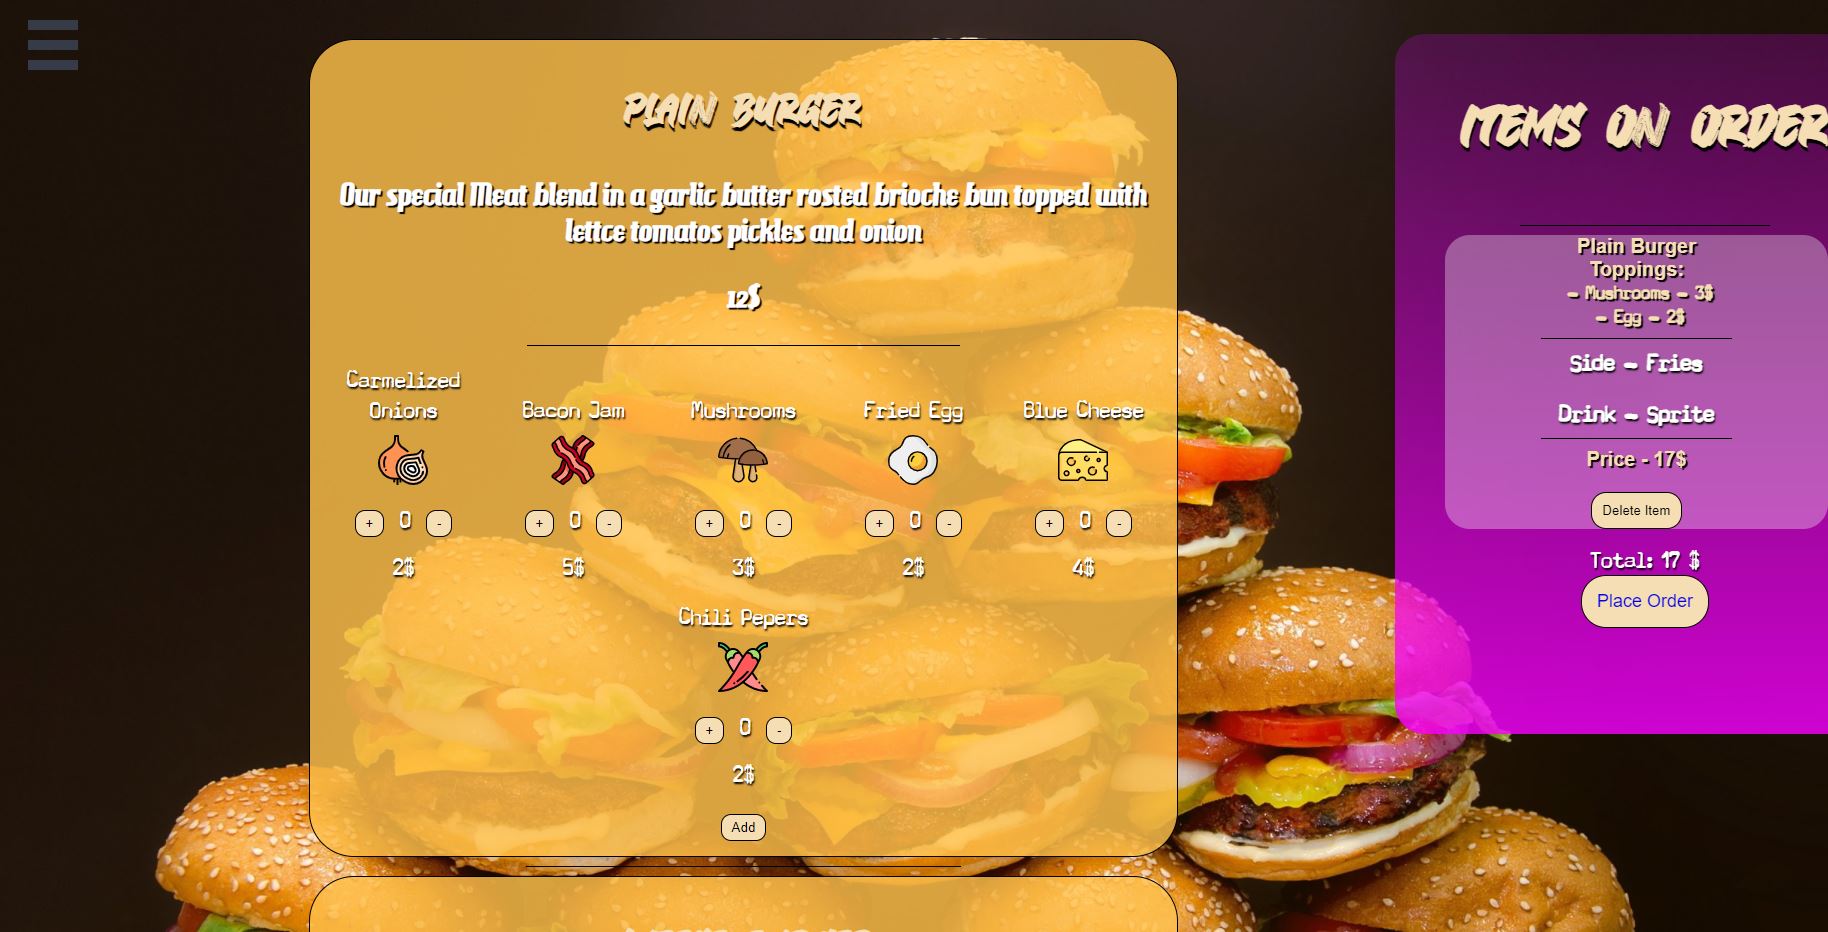 PLAIN BURGER
Our special Meat blend in a garlic butter rosted brioche bun topped with
lettce tomatos pickles and onion
12$
Carmelized
Onions
Bacon Jam
Mushrooms
Fried Egg
Blue Cheese
+ 0 -
+ 0 -
+ 0 -
+ 0 -
+ 0 -
2$
5$
3$
2$
4$
Chili Pepers
+ 0 -
2$
Add
ITEMS ON ORDER
Plain Burger
Toppings:
- Mushrooms - 3$
- Egg - 2$
Side - Fries
Drink - Sprite
Price - 17$
Delete Item
Total: 17 $
Place Order